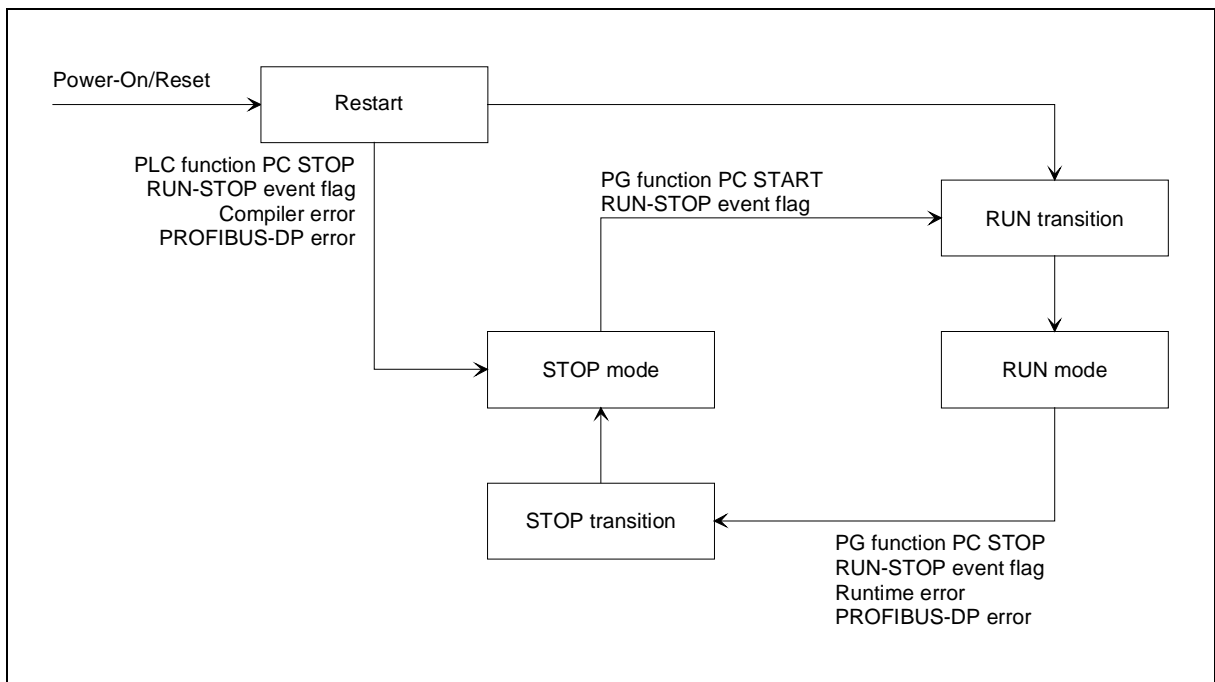 Power-On/Reset
Restart
PLC function PC STOP
RUN-STOP event flag
Compiler error
PROFIBUS-DP error
PG function PC START
RUN-STOP event flag
RUN transition
STOP mode
RUN mode
STOP transition
PG function PC STOP
RUN-STOP event flag
Runtime error
PROFIBUS-DP error